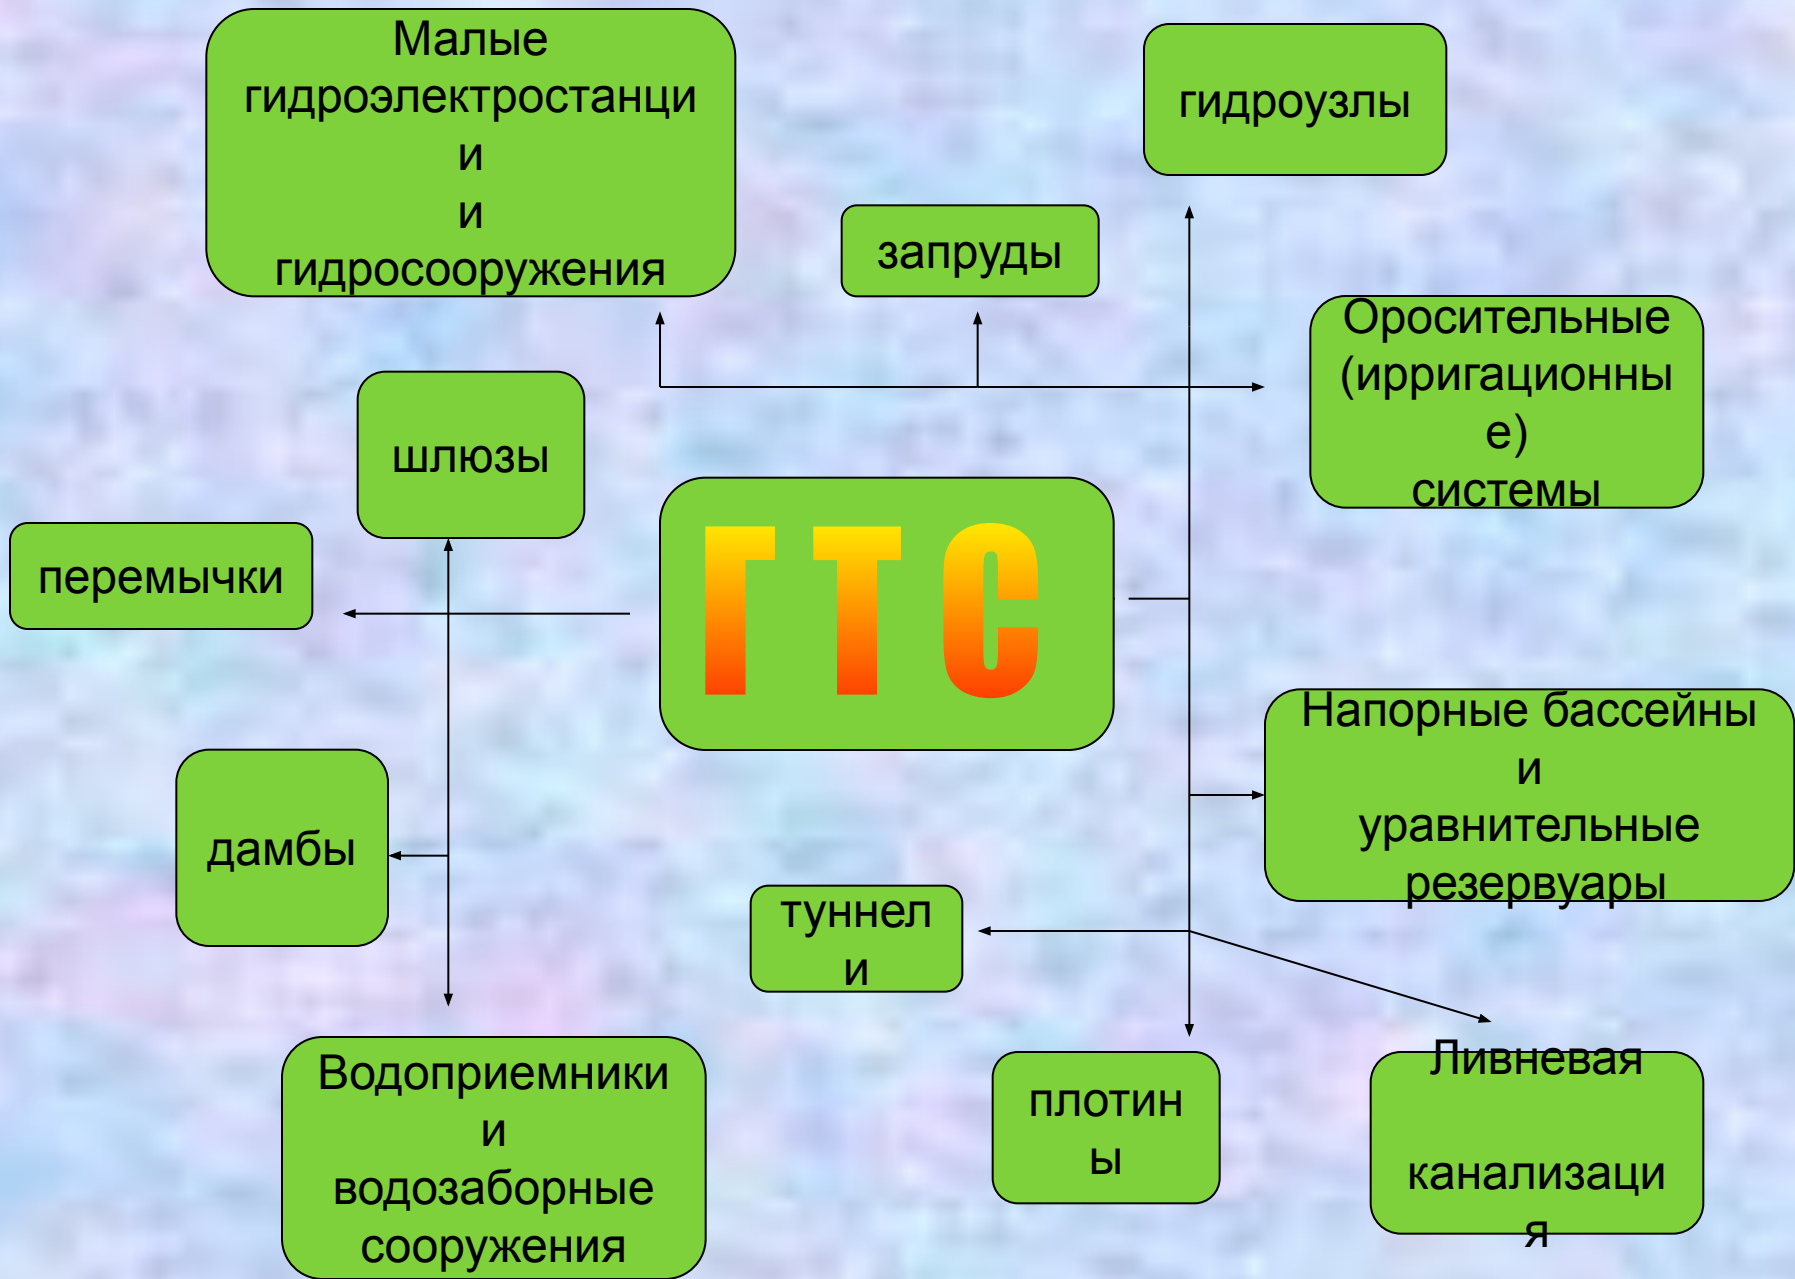 Малые
гидроэлектростанци
и
и
гидросооружения
гидроузлы
запруды
Оросительные
(ирригационны
е)
системы
шлюзы
перемычки
ГТС
Напорные бассейны
и
уравнительные
резервуары
дамбы
туннел
и
Водоприемники
и
водозаборные
сооружения
плотин
ы
Ливневая
канализаци
я